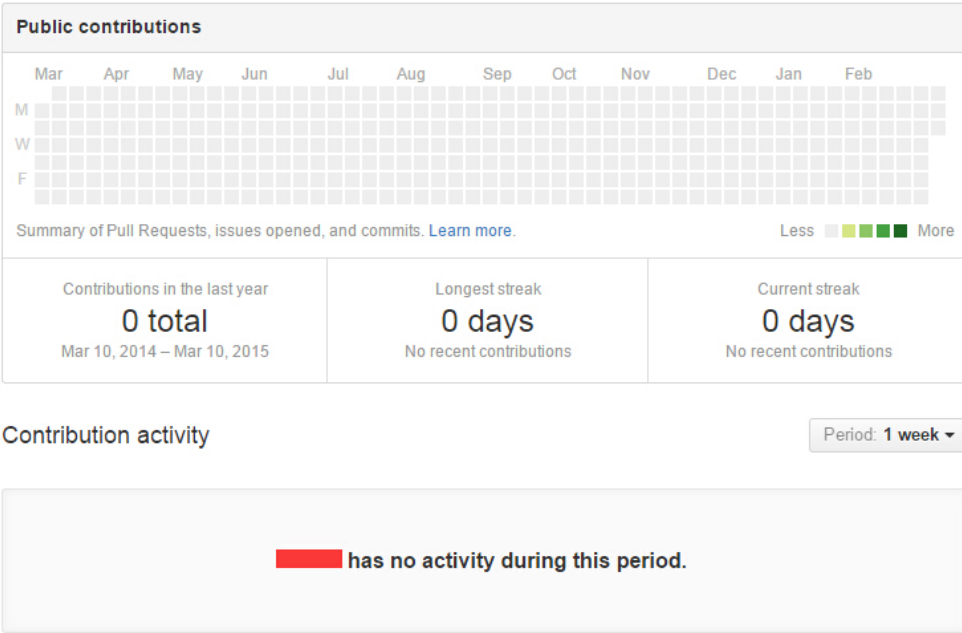 Public contributions
Mar Apr May Jun Jul Aug Sep Oct Nov Dec Jan Feb
M
W
F
Summary of Pull Requests, issues opened, and commits. Learn more.
Less More
Contributions in the last year
0 total
Mar 10, 2014 – Mar 10, 2015
Longest streak
0 days
No recent contributions
Current streak
0 days
No recent contributions
Contribution activity
Period: 1 week
has no activity during this period.